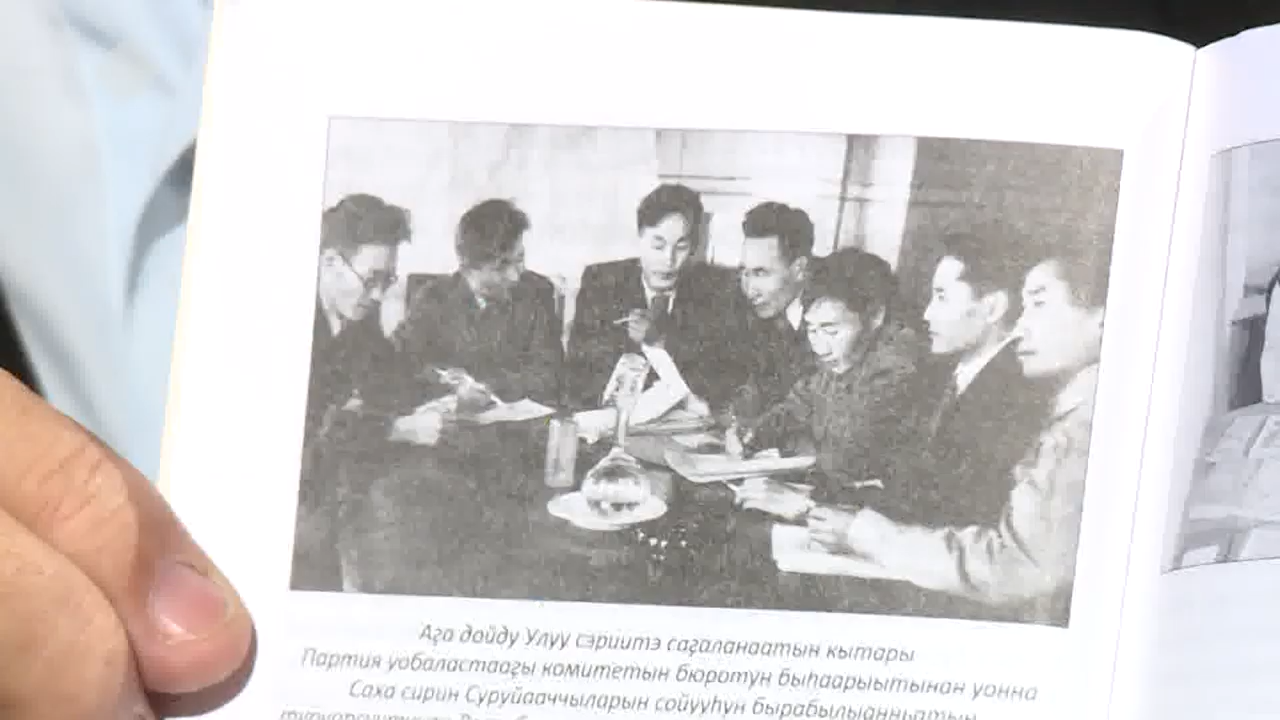 Аҕа дойду Улуу сэриитэ саҕаланаатын кытары
Партия уобаластааҕы комитетын бюротун быһаарыытынан уонна
Саха сирин Суруйааччыларын сойууһун бырабылыанньатын